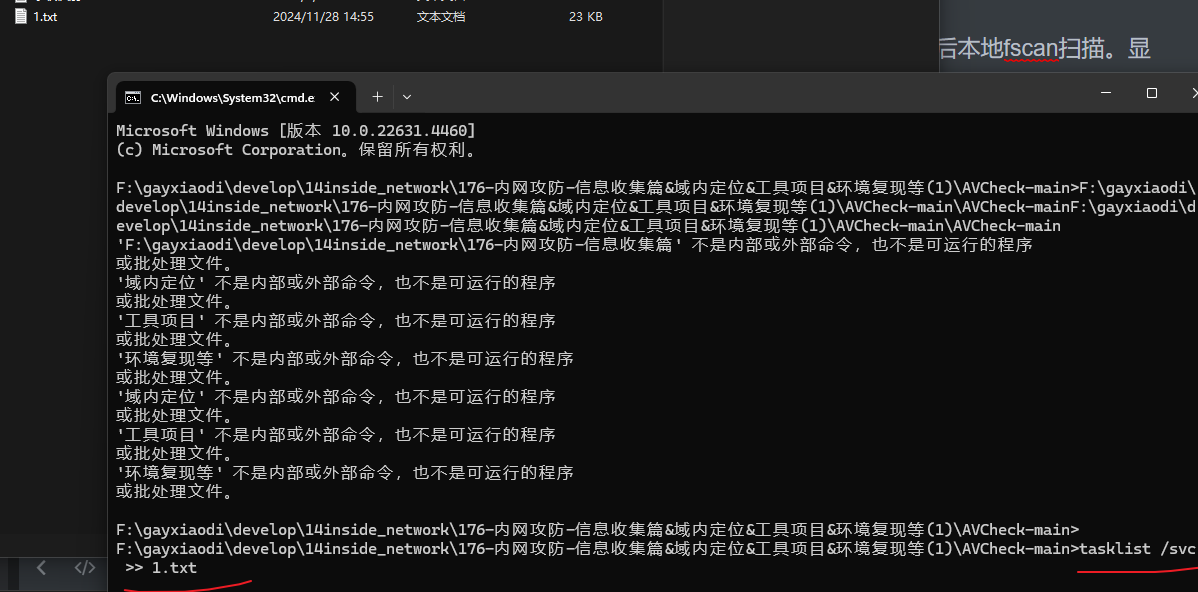 1.txt 2024/11/28 14:55 文本文档 23 KB
后本地fscan扫描。显
C:\Windows\System32\cmd.e
Microsoft Windows [版本 10.0.22631.4460]
(c) Microsoft Corporation。保留所有权利。
F:\gayxiaodi\develop\14inside_network\176-内网攻防-信息收集篇&域内定位&工具项目&环境复现等(1)\AVCheck-main>F:\gayxiaodi\
develop\14inside_network\176-内网攻防-信息收集篇&域内定位&工具项目&环境复现等(1)\AVCheck-main\AVCheck-mainF:\gayxiaodi\d
evelop\14inside_network\176-内网攻防-信息收集篇&域内定位&工具项目&环境复现等(1)\AVCheck-main\AVCheck-main
'F:\gayxiaodi\develop\14inside_network\176-内网攻防-信息收集篇' 不是内部或外部命令，也不是可运行的程序
或批处理文件。
'域内定位' 不是内部或外部命令，也不是可运行的程序
或批处理文件。
'工具项目' 不是内部或外部命令，也不是可运行的程序
或批处理文件。
'环境复现等' 不是内部或外部命令，也不是可运行的程序
或批处理文件。
'域内定位' 不是内部或外部命令，也不是可运行的程序
或批处理文件。
'工具项目' 不是内部或外部命令，也不是可运行的程序
或批处理文件。
'环境复现等' 不是内部或外部命令，也不是可运行的程序
或批处理文件。
F:\gayxiaodi\develop\14inside_network\176-内网攻防-信息收集篇&域内定位&工具项目&环境复现等(1)\AVCheck-main>
F:\gayxiaodi\develop\14inside_network\176-内网攻防-信息收集篇&域内定位&工具项目&环境复现等(1)\AVCheck-main>tasklist /svc
>> 1.txt